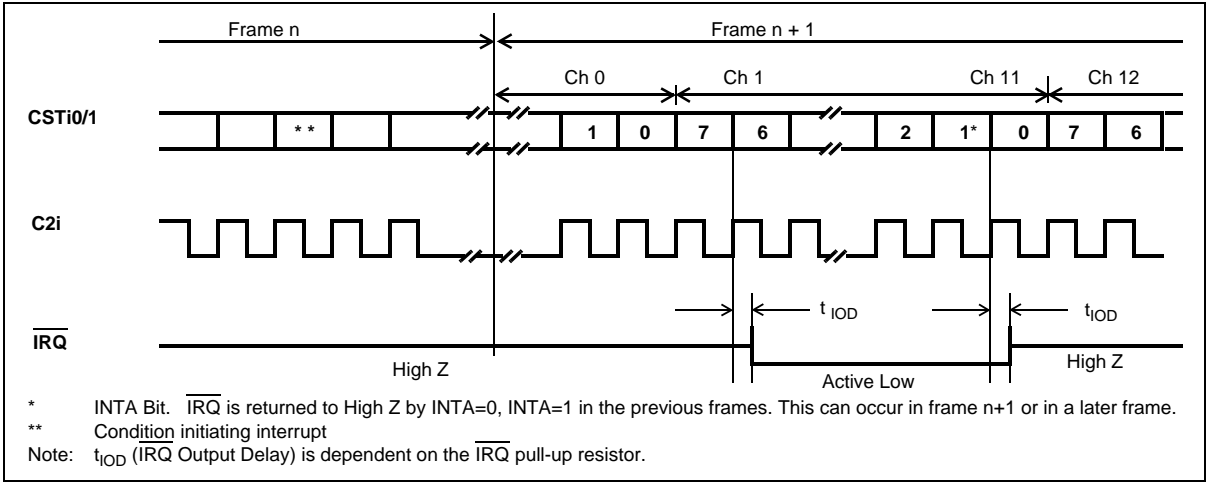 Frame n Frame n + 1
Ch 0 Ch 1 Ch 11 Ch 12
CSTi0/1 * * 1 0 7 6 2 1* 0 7 6
C2i
t IOD tIOD
IRQ
High Z Active Low High Z
* INTA Bit. IRQ is returned to High Z by INTA=0, INTA=1 in the previous frames. This can occur in frame n+1 or in a later frame.
** Condition initiating interrupt
Note: tIOD (IRQ Output Delay) is dependent on the IRQ pull-up resistor.